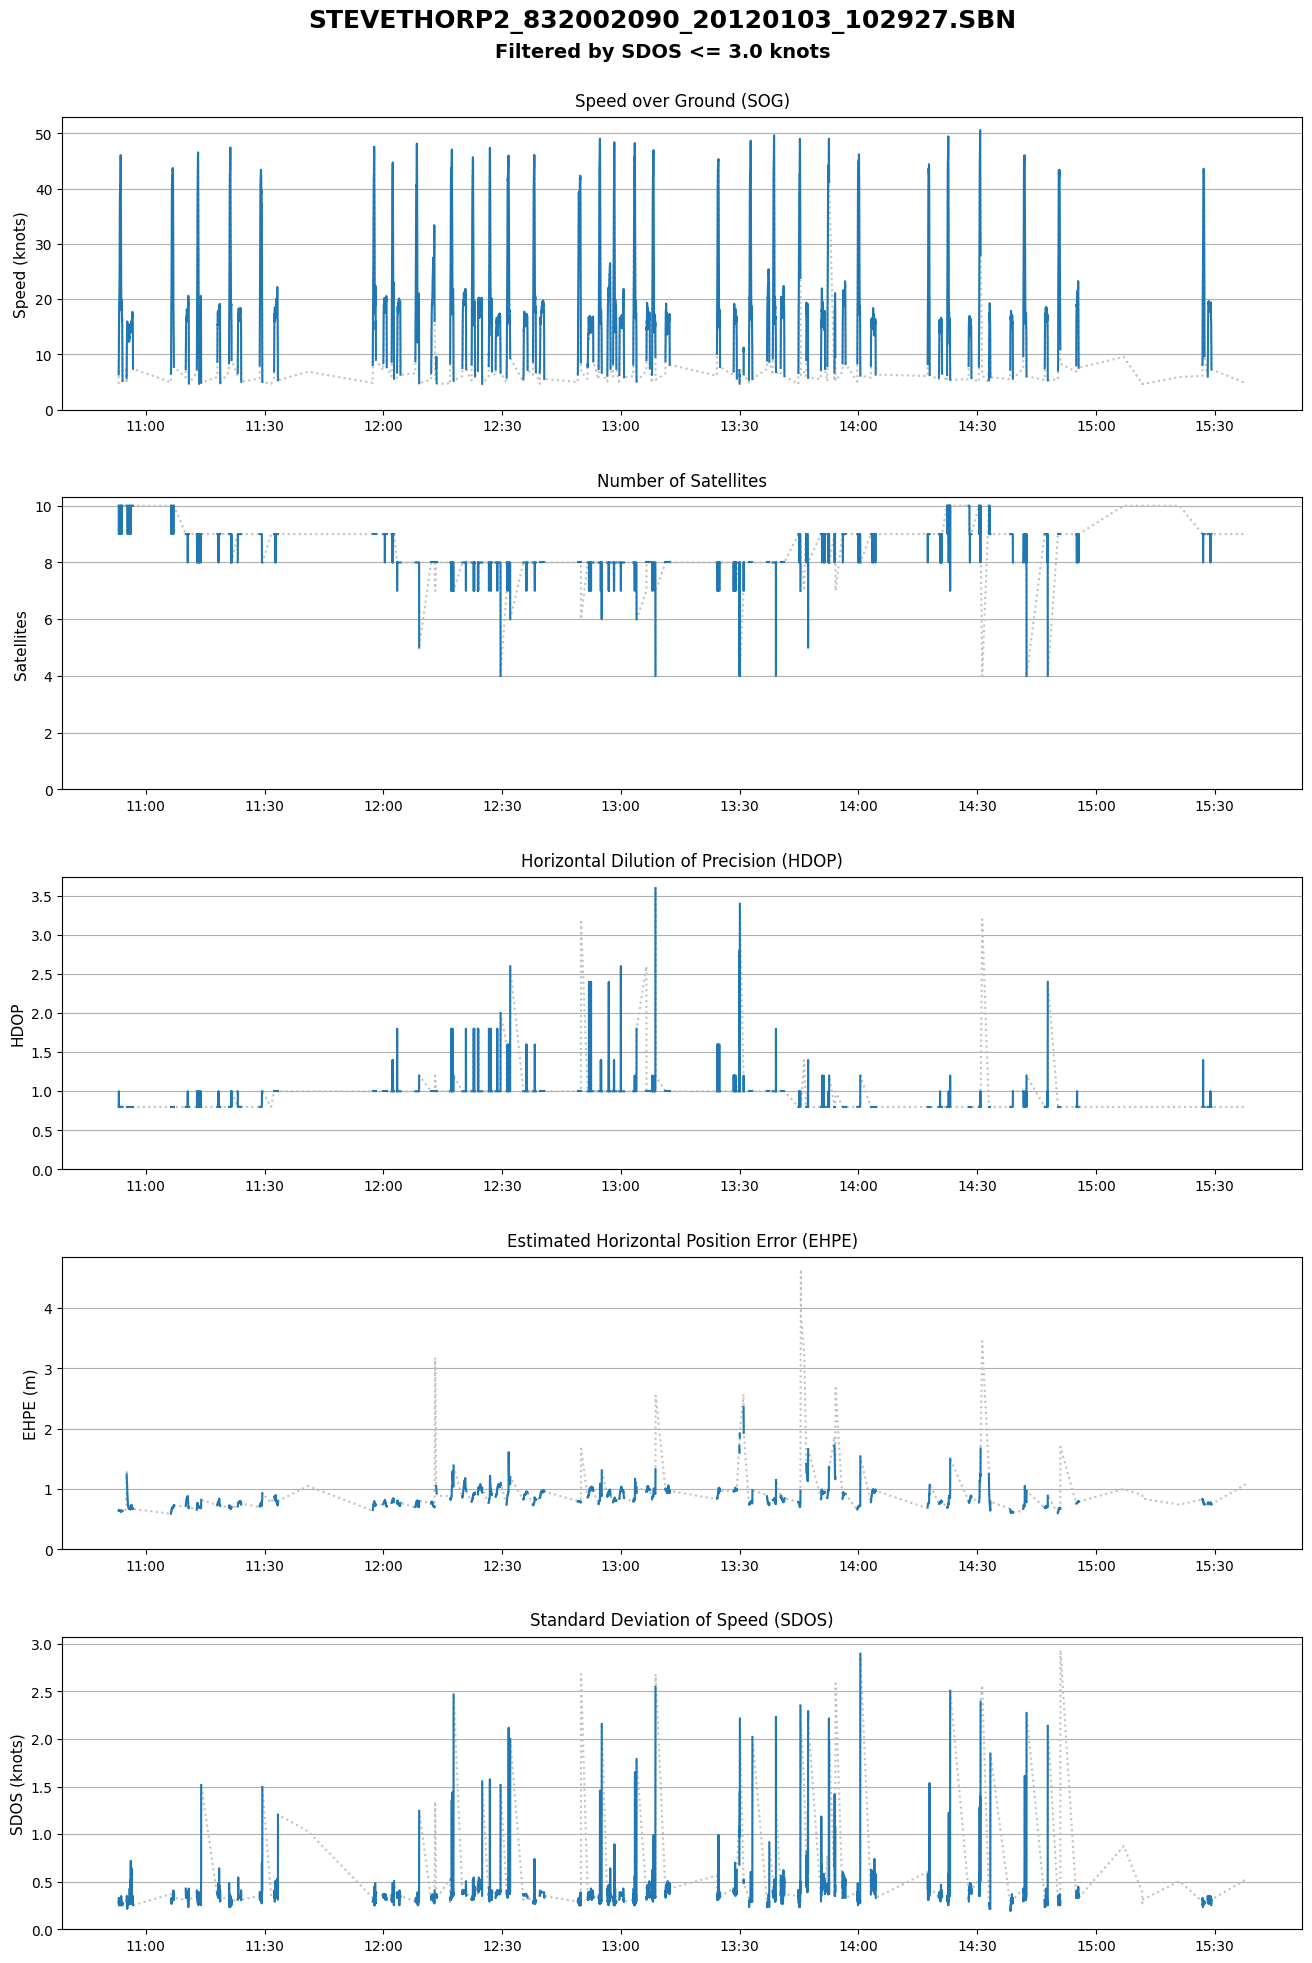 STEVETHORP2_832002090_20120103_102927.SBN
Filtered by SDOS <= 3.0 knots
Speed over Ground (SOG)
Speed (knots)
50
40
30
20
10
0
11:00 11:30 12:00 12:30 13:00 13:30 14:00 14:30 15:00 15:30
Number of Satellites
Satellites
10
8
6
4
2
0
11:00 11:30 12:00 12:30 13:00 13:30 14:00 14:30 15:00 15:30
Horizontal Dilution of Precision (HDOP)
HDOP
3.5
3.0
2.5
2.0
1.5
1.0
0.5
0.0
11:00 11:30 12:00 12:30 13:00 13:30 14:00 14:30 15:00 15:30
Estimated Horizontal Position Error (EHPE)
EHPE (m)
4
3
2
1
0
11:00 11:30 12:00 12:30 13:00 13:30 14:00 14:30 15:00 15:30
Standard Deviation of Speed (SDOS)
SDOS (knots)
3.0
2.5
2.0
1.5
1.0
0.5
0.0
11:00 11:30 12:00 12:30 13:00 13:30 14:00 14:30 15:00 15:30